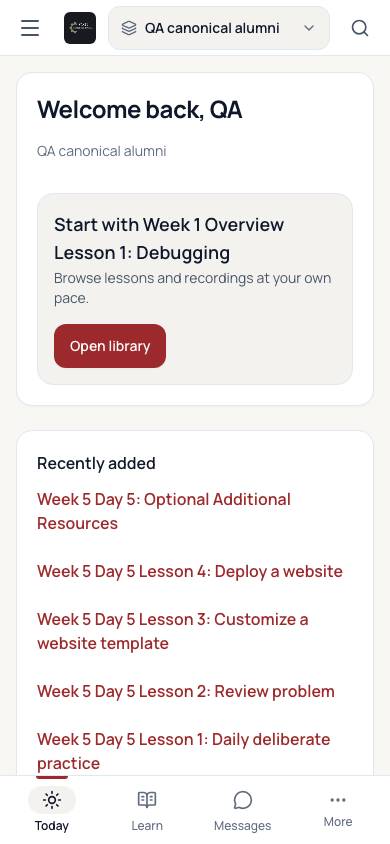 QA canonical alumni
Welcome back, QA
QA canonical alumni
Start with Week 1 Overview
Lesson 1: Debugging
Browse lessons and recordings at your own
pace.
Open library
Recently added
Week 5 Day 5: Optional Additional
Resources
Week 5 Day 5 Lesson 4: Deploy a website
Week 5 Day 5 Lesson 3: Customize a
website template
Week 5 Day 5 Lesson 2: Review problem
Week 5 Day 5 Lesson 1: Daily deliberate
practice
Today
Learn
Messages
More